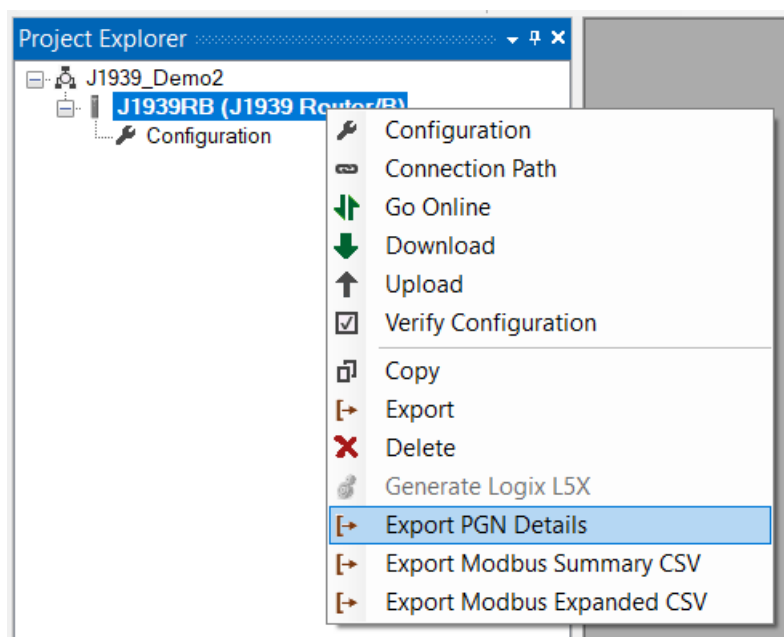 Project Explorer
J1939_Demo2
J1939RB (J1939 Router/B)
Configuration
Configuration
Connection Path
Go Online
Download
Upload
Verify Configuration
Copy
Export
Delete
Generate Logix L5X
Export PGN Details
Export Modbus Summary CSV
Export Modbus Expanded CSV